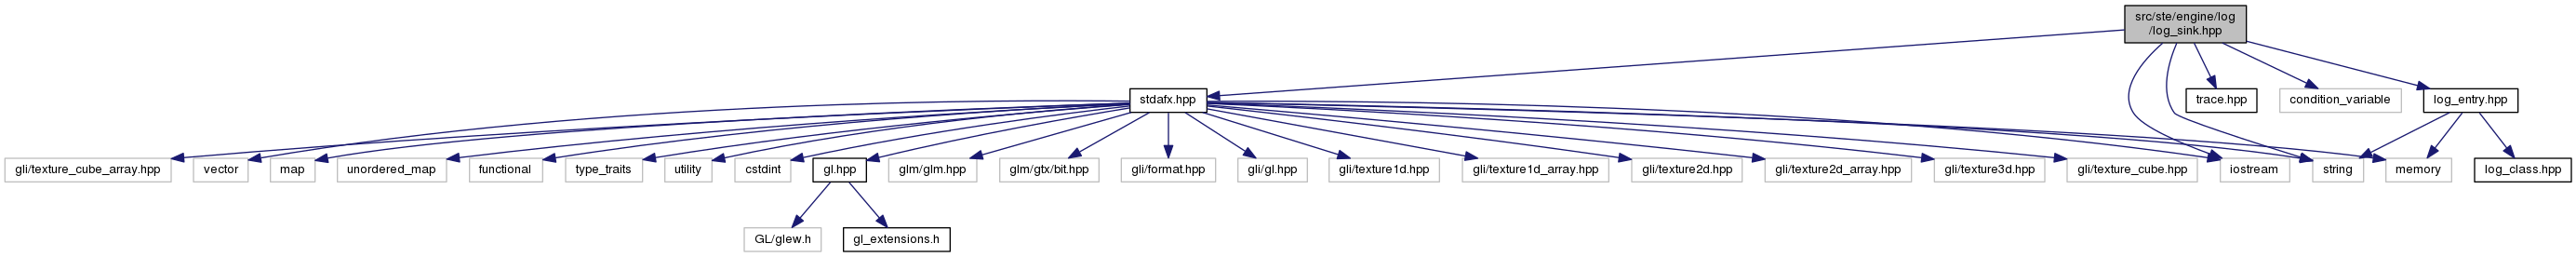 src/ste/engine/log
/log_sink.hpp
stdafx.hpp
trace.hpp
condition_variable
log_entry.hpp
gli/texture_cube_array.hpp
vector
map
unordered_map
functional
type_traits
utility
cstdint
gl.hpp
glm/glm.hpp
glm/gtx/bit.hpp
gli/format.hpp
gli/gl.hpp
gli/texture1d.hpp
gli/texture1d_array.hpp
gli/texture2d.hpp
gli/texture2d_array.hpp
gli/texture3d.hpp
gli/texture_cube.hpp
iostream
string
memory
log_class.hpp
GL/glew.h
gl_extensions.h